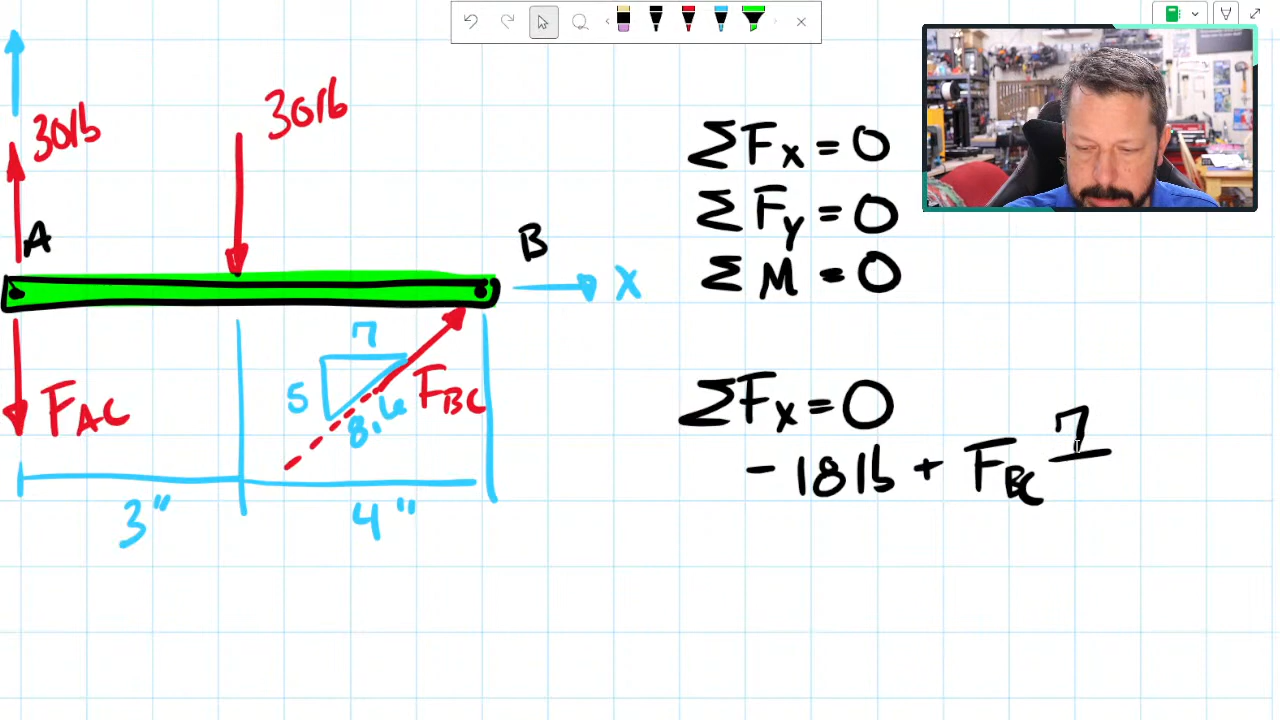 30lb
30lb
A
B
X
7
5
8.6
FBC
FAC
3"
4"
ΣFx = 0
ΣFy = 0
ΣM = 0
ΣFx = 0
- 18lb + FBC 7